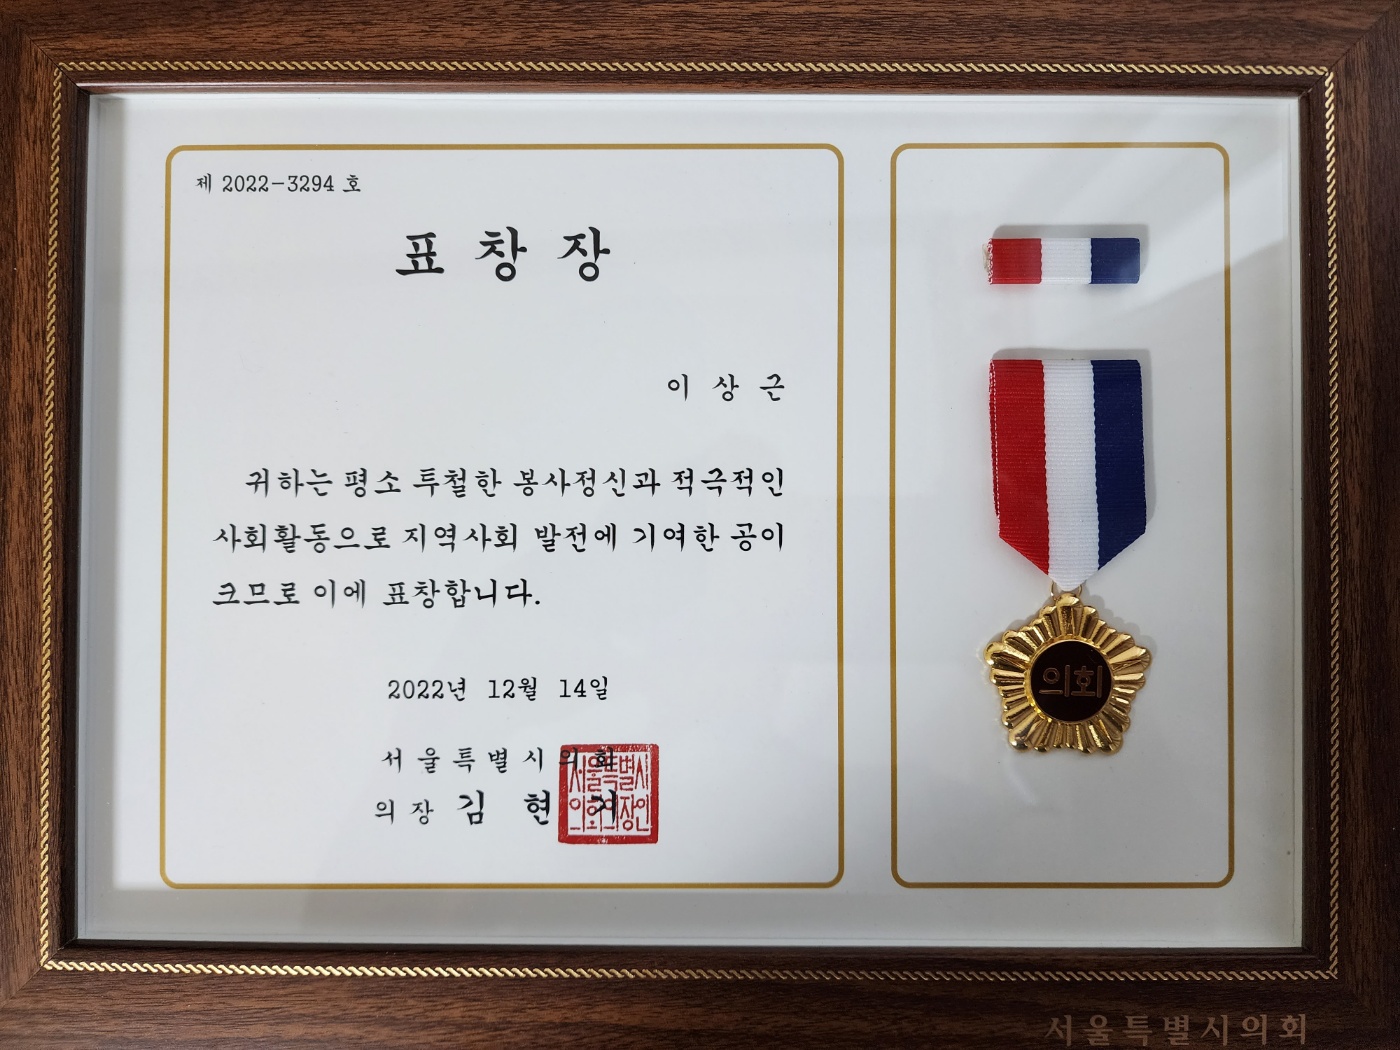 제 2022-3294 호
표 창 장
이 상 근
귀하는 평소 투철한 봉사정신과 적극적인
사회활동으로 지역사회 발전에 기여한 공이
크므로 이에 표창합니다.
2022년 12월 14일
서 울 특 별 시 의 회
의 장 김 현 기
서울특별시
의회의장인
의회
서울특별시의회